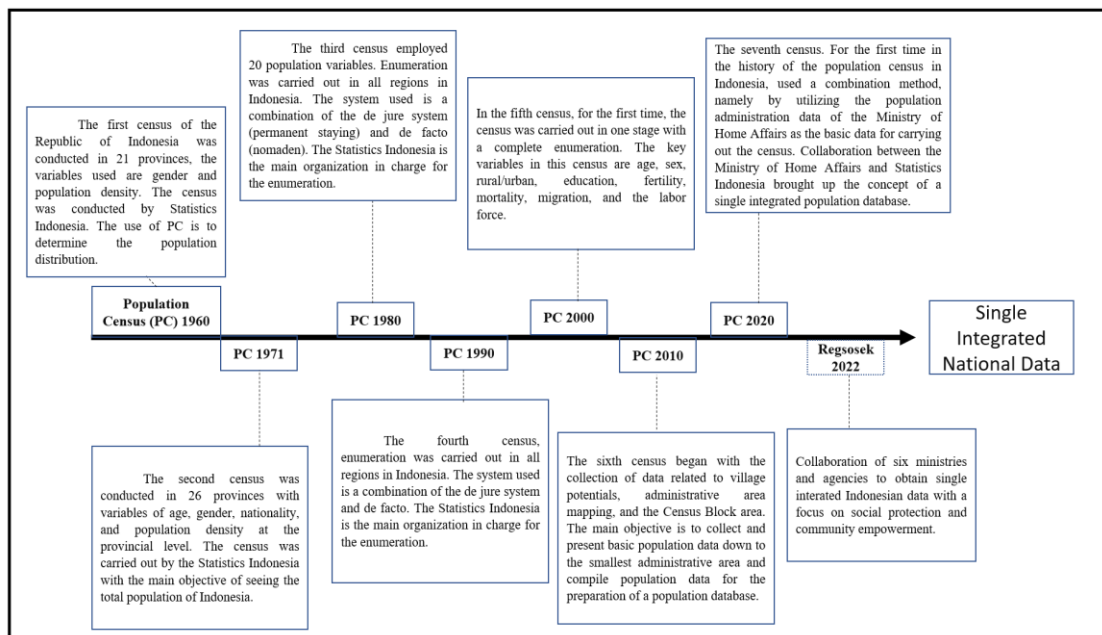 The first census of the
Republic of Indonesia was
conducted in 21 provinces, the
variables used are gender and
population density. The census
was conducted by Statistics
Indonesia. The use of PC is to
determine the population
distribution.
The third census employed
20 population variables. Enumeration
was carried out in all regions in
Indonesia. The system used is a
combination of the de jure system
(permanent staying) and de facto
(nomaden). The Statistics Indonesia is
the main organization in charge for
the enumeration.
In the fifth census, for the first time, the
census was carried out in one stage with
a complete enumeration. The key
variables in this census are age, sex,
rural/urban, education, fertility,
mortality, migration, and the labor
force.
The seventh census. For the first time in
the history of the population census in
Indonesia, used a combination method,
namely by utilizing the population
administration data of the Ministry of
Home Affairs as the basic data for carrying
out the census. Collaboration between the
Ministry of Home Affairs and Statistics
Indonesia brought up the concept of a
single integrated population database.
Population
Census (PC) 1960
PC 1971
PC 1980
PC 1990
PC 2000
PC 2010
PC 2020
Regsosek
2022
Single
Integrated
National Data
The second census was
conducted in 26 provinces with
variables of age, gender, nationality,
and population density at the
provincial level. The census was
carried out by the Statistics Indonesia
with the main objective of seeing the
total population of Indonesia.
The fourth census,
enumeration was carried out in all
regions in Indonesia. The system used
is a combination of the de jure system
and de facto. The Statistics Indonesia
is the main organization in charge for
the enumeration.
The sixth census began with the
collection of data related to village
potentials, administrative area
mapping, and the Census Block area.
The main objective is to collect and
present basic population data down to
the smallest administrative area and
compile population data for the
preparation of a population database.
Collaboration of six ministries
and agencies to obtain single
interated Indonesian data with a
focus on social protection and
community empowerment.